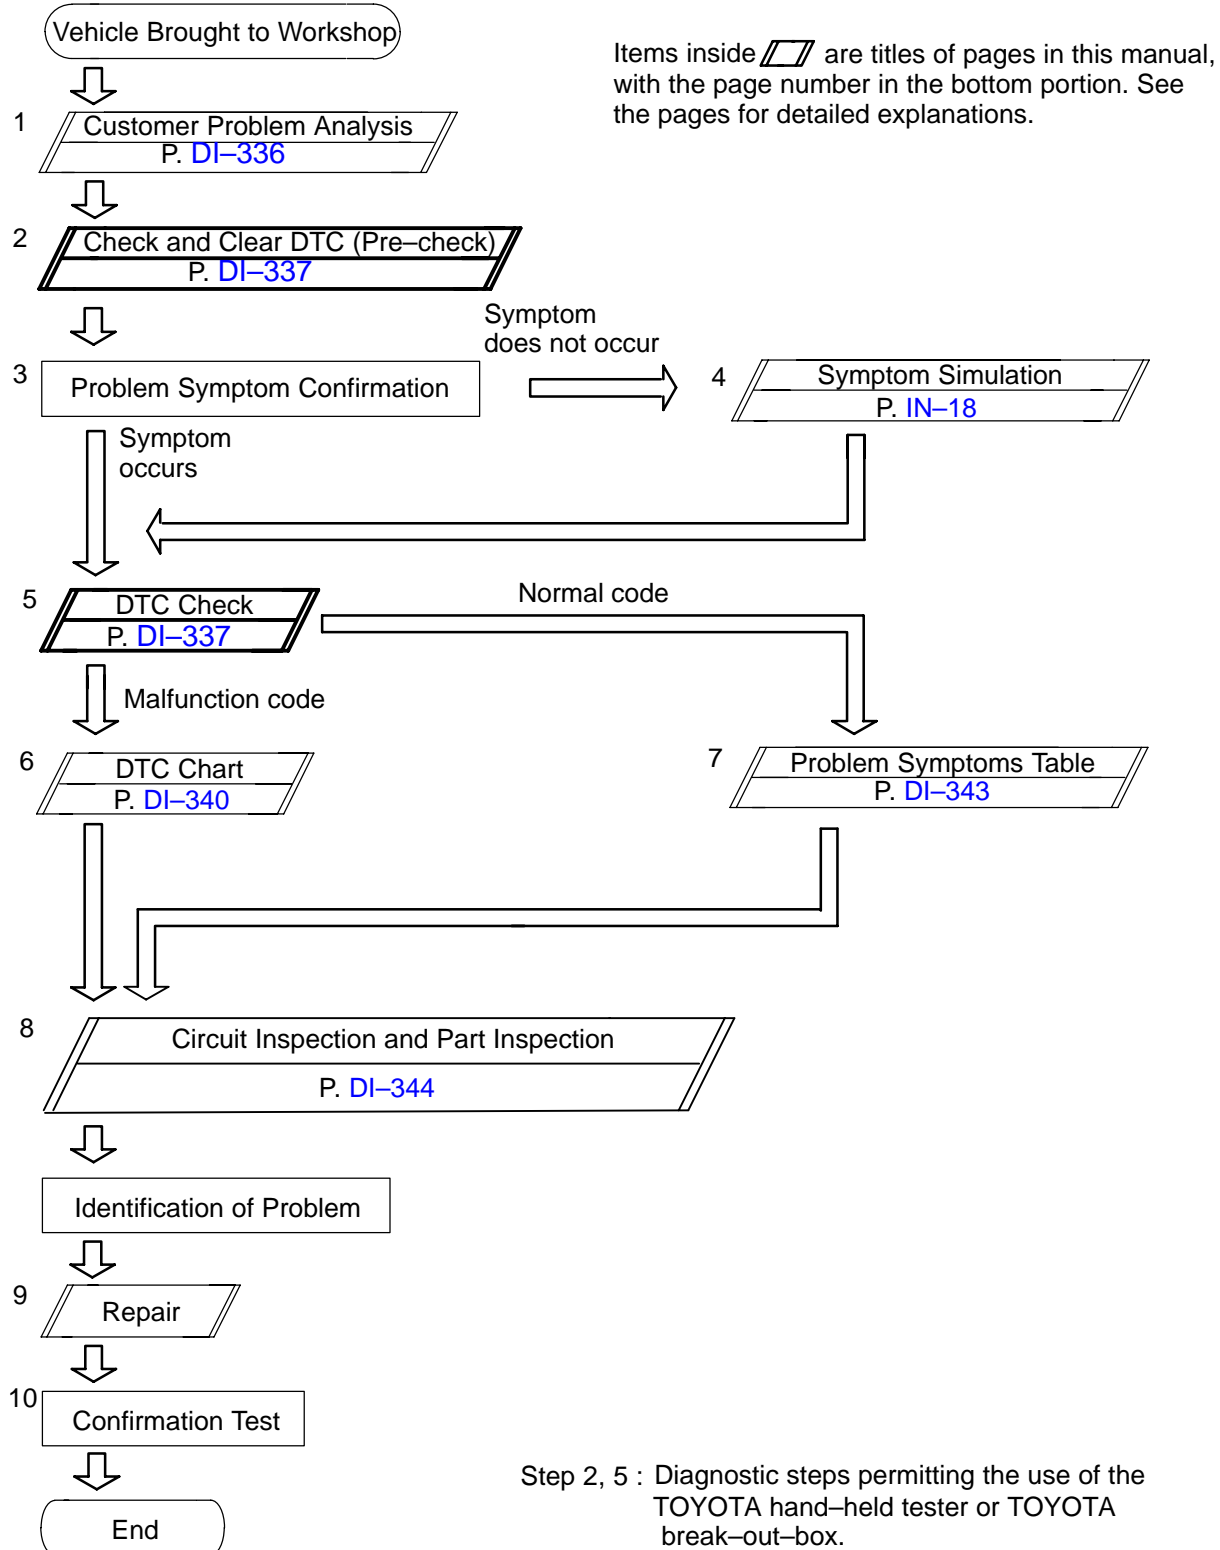 Vehicle Brought to Workshop
Items inside are titles of pages in this manual,
with the page number in the bottom portion. See
the pages for detailed explanations.
1
Customer Problem Analysis
P. DI–336
2
Check and Clear DTC (Pre–check)
P. DI–337
Symptom
does not occur
3
Problem Symptom Confirmation
4
Symptom Simulation
P. IN–18
Symptom
occurs
5
DTC Check
P. DI–337
Normal code
Malfunction code
6
DTC Chart
P. DI–340
7
Problem Symptoms Table
P. DI–343
8
Circuit Inspection and Part Inspection
P. DI–344
Identification of Problem
9
Repair
10
Confirmation Test
End
Step 2, 5 : Diagnostic steps permitting the use of the
TOYOTA hand–held tester or TOYOTA
break–out–box.